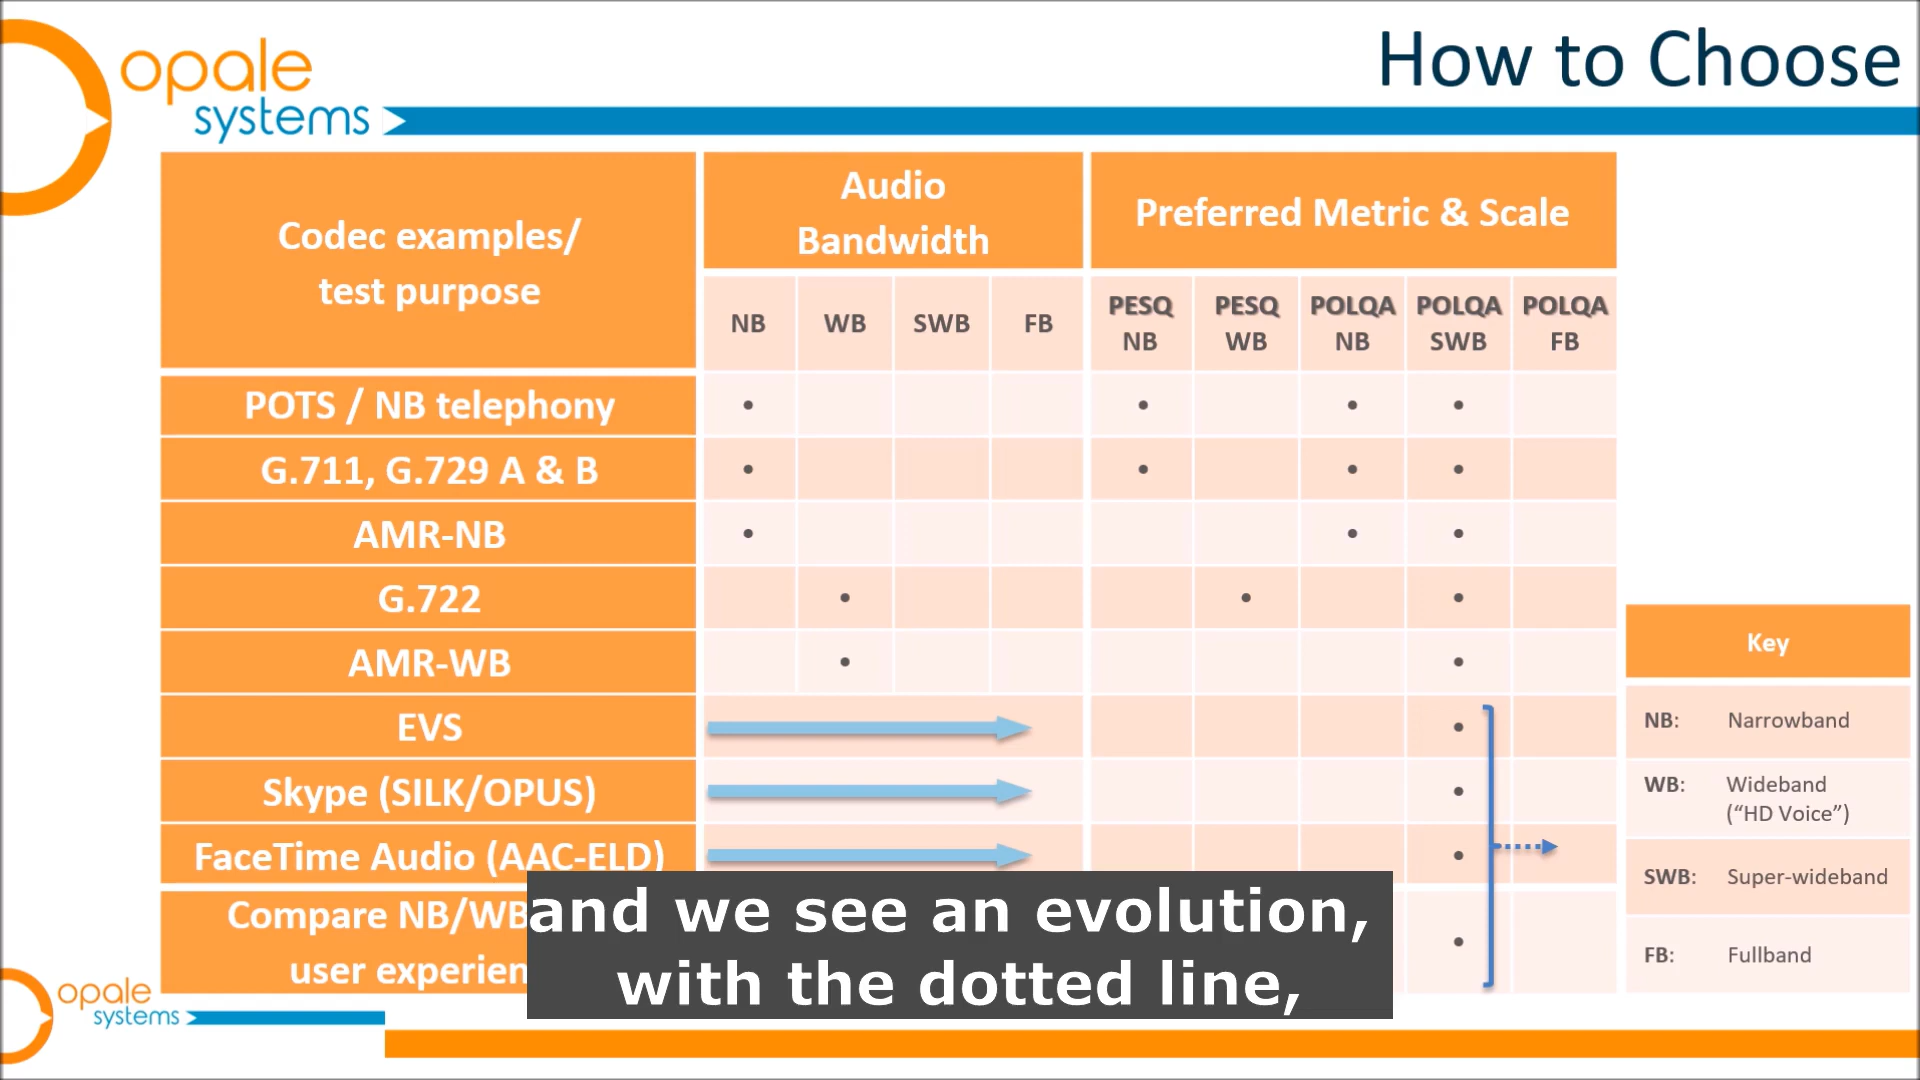 opale
systems
How to Choose
Codec examples/
test purpose
Audio
Bandwidth
Preferred Metric & Scale
NB
WB
SWB
FB
PESQ
NB
PESQ
WB
POLQA
NB
POLQA
SWB
POLQA
FB
POTS / NB telephony
G.711, G.729 A & B
AMR-NB
G.722
AMR-WB
EVS
Skype (SILK/OPUS)
FaceTime Audio (AAC-ELD)
Compare NB/WB
user experien
Key
NB: Narrowband
WB: Wideband
("HD Voice")
SWB: Super-wideband
FB: Fullband
and we see an evolution,
with the dotted line,
opale
systems